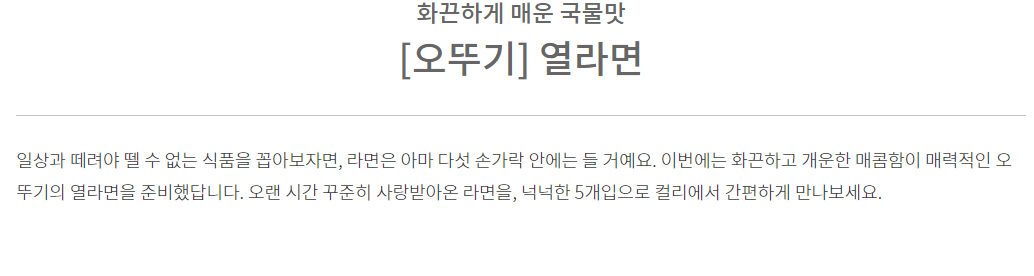 화끈하게 매운 국물맛
[오뚜기] 열라면
일상과 떼려야 뗄 수 없는 식품을 꼽아보자면, 라면은 아마 다섯 손가락 안에는 들 거예요. 이번에는 화끈하고 개운한 매콤함이 매력적인 오
뚜기의 열라면을 준비했답니다. 오랜 시간 꾸준히 사랑받아온 라면을, 넉넉한 5개입으로 컬리에서 간편하게 만나보세요.